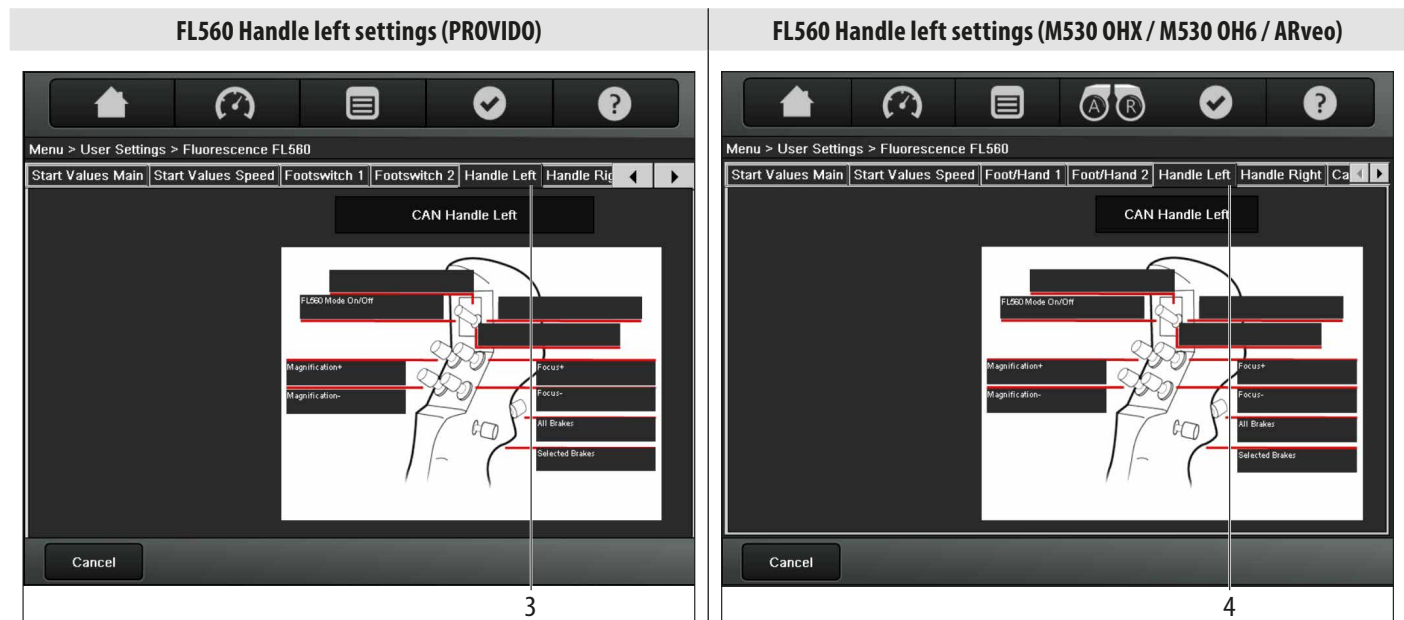 FL560 Handle left settings (PROVIDO)
?
Menu > User Settings > Fluorescence FL560
Start Values Main Start Values Speed Footswitch 1 Footswitch 2 Handle Left Handle Rig
CAN Handle Left
FL560 Mode On/Off
Magnification+ Focus+
Magnification- Focus-
All Brakes
Selected Brakes
Cancel
3
FL560 Handle left settings (M530 OHX / M530 OH6 / ARveo)
A R ?
Menu > User Settings > Fluorescence FL560
Start Values Main Start Values Speed Foot/Hand 1 Foot/Hand 2 Handle Left Handle Right Ca
CAN Handle Left
FL560 Mode On/Off
Magnification+ Focus+
Magnification- Focus-
All Brakes
Selected Brakes
Cancel
4